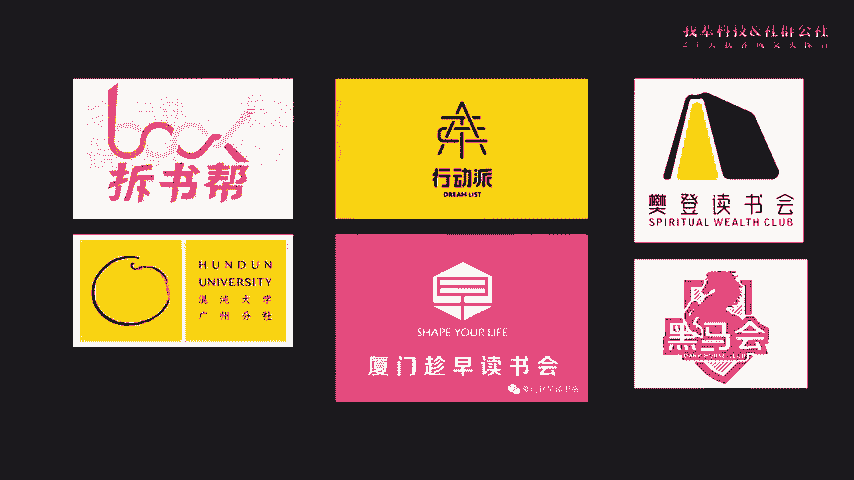 book
拆书帮
行动派
DREAM LIST
樊登读书会
SPIRITUAL WEALTH CLUB
HUNDUN
UNIVERSITY
混沌大学
广州分社
SHAPE YOUR LIFE
厦门趁早读书会
黑马会